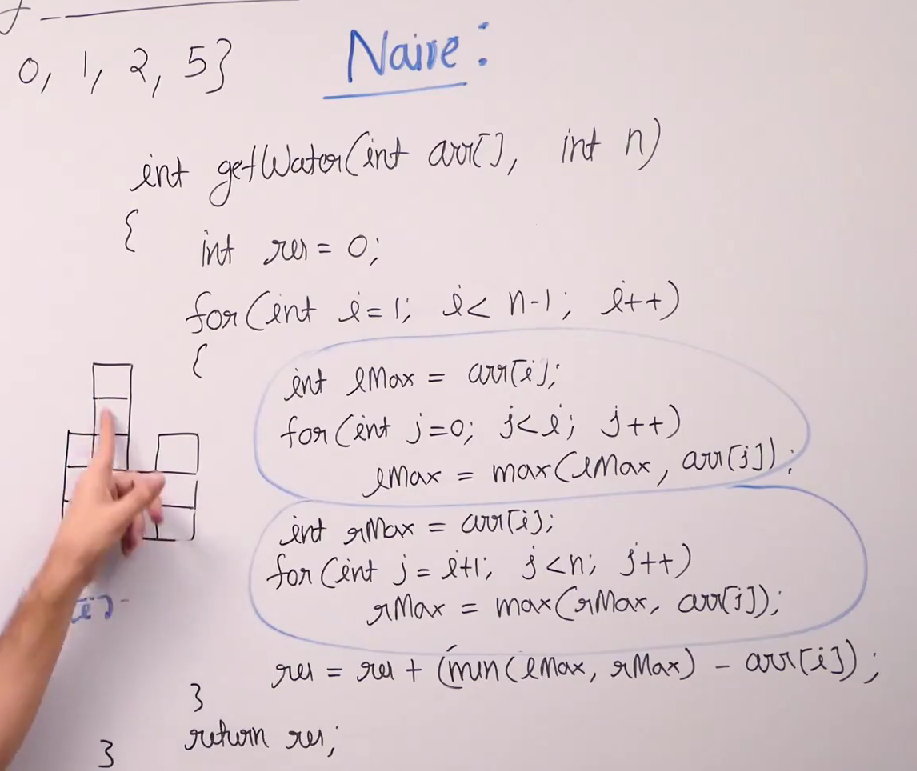 0, 1, 2, 5}
Naive:
int getWater(int arr[], int n)
{
int res = 0;
for(int i=1; i< n-1; i++)
{
int lMax = arr[i];
for(int j=0; j<i; j++)
lMax = max(lMax, arr[j]);
int rMax = arr[i];
for(int j= i+1; j<n; j++)
rMax = max(rMax, arr[j]);
res = res + (min(lMax, rMax) - arr[i]);
}
return res;
}